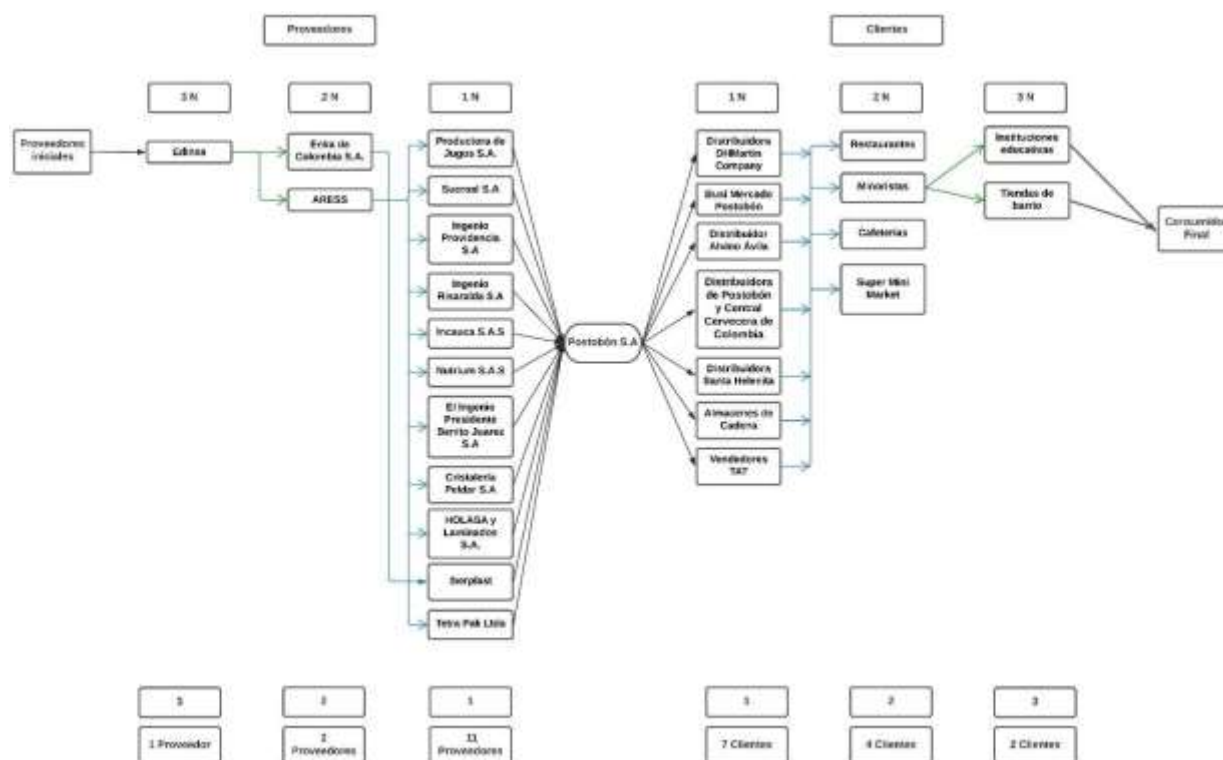 Proveedores
Clientes
3 N
2 N
1 N
1 N
2 N
3 N
Proveedores
iniciales
Edinsa
Enka de
Colombia S.A.
ARESS
Productora de
Jugos S.A.
Sucroal S.A
Ingenio
Providencia
S.A
Ingenio
Risaralda S.A
Incauca S.A.S
Nutrium S.A.S
El Ingenio
Presidente
Benito Juarez
S.A
Cristalería
Peldar S.A
HOLASA y
Laminados
S.A.
Iberplast
Tetra Pak Ltda
Postobón S.A
Distribuidora
Company
Busi Mercado
Postobón
Distribuidor
Ávila
Distribuidora
de Postobón
y Central
Cervecera de
Colombia
Distribuidora
Santa Helenita
Almacenes de
Cadena
Vendedores
TAT
Restaurantes
Minoristas
Cafeterías
Super Mini
Market
Instituciones
educativas
Tiendas de
barrio
Consumidor
Final
3
2
1
1
2
3
1 Proveedor
2
Proveedores
11
Proveedores
7 Clientes
4 Clientes
2 Clientes